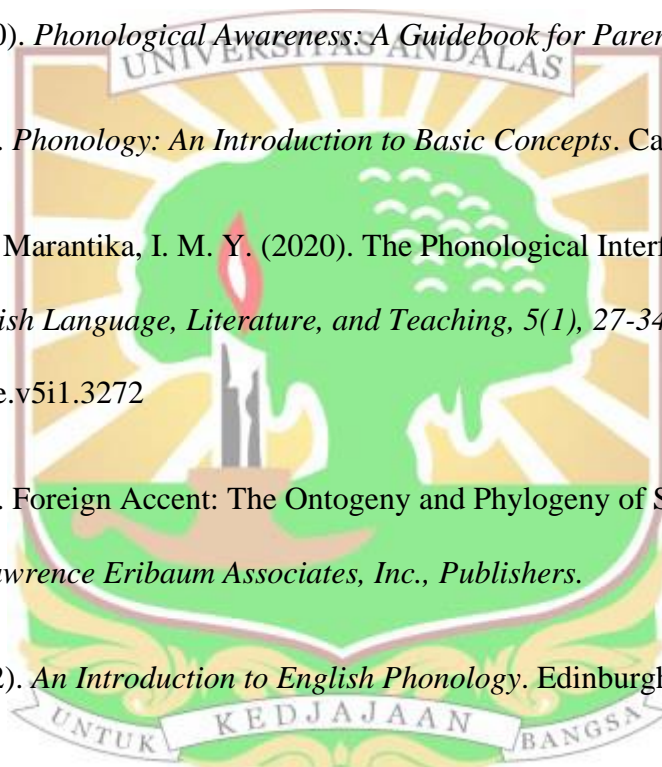 0). Phonological Awareness: A Guidebook for Paren
UNIVERSITAS ANDALAS
. Phonology: An Introduction to Basic Concepts. Ca
Marantika, I. M. Y. (2020). The Phonological Interf
ish Language, Literature, and Teaching, 5(1), 27-34
e.v5i1.3272
. Foreign Accent: The Ontogeny and Phylogeny of S
awrence Eribaum Associates, Inc., Publishers.
2). An Introduction to English Phonology. Edinburgh
UNTUK KEDJAJAAN BANGSA